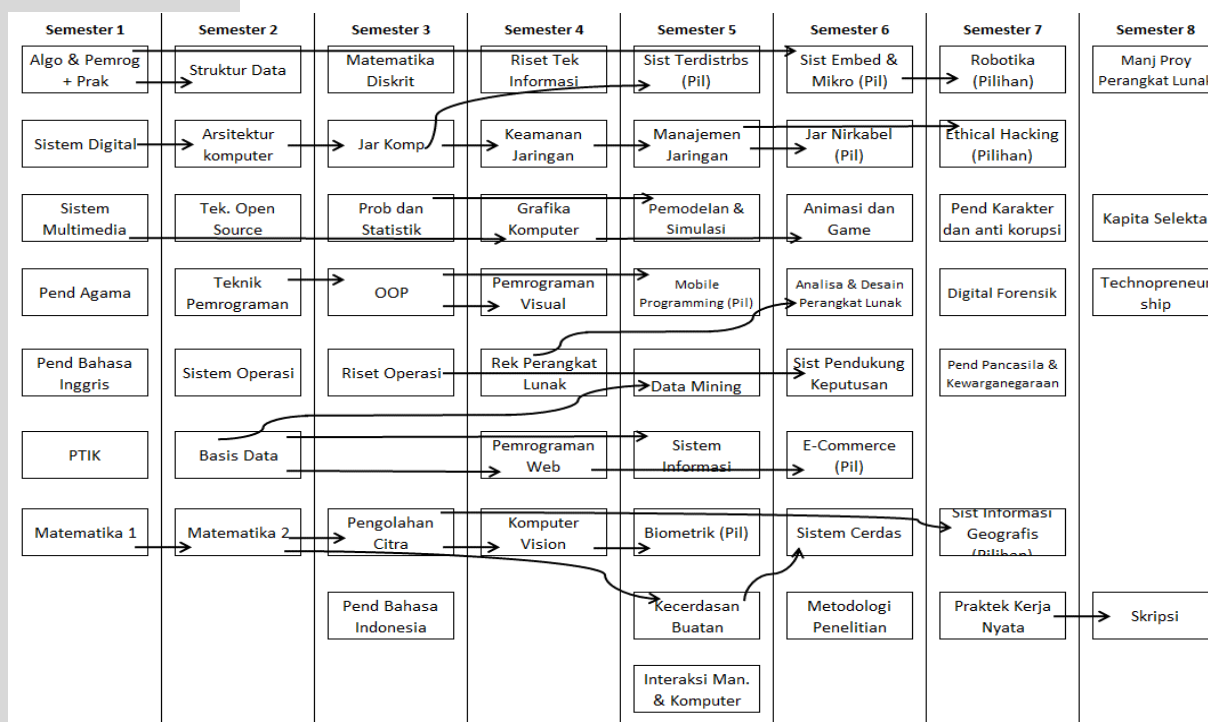 Semester 1
Semester 2
Semester 3
Semester 4
Semester 5
Semester 6
Semester 7
Semester 8
Algo & Pemrog
+ Prak
Struktur Data
Matematika
Diskrit
Riset Tek
Informasi
Sist Terdistrbs
(Pil)
Sist Embed &
Mikro (Pil)
Robotika
(Pilihan)
Manj Proy
Perangkat Lunak
Sistem Digital
Arsitektur
komputer
Jar Komp
Keamanan
Jaringan
Manajemen
Jaringan
Jar Nirkabel
(Pil)
Ethical Hacking
(Pilihan)
Sistem
Multimedia
Tek. Open
Source
Prob dan
Statistik
Grafika
Komputer
Pemodelan &
Simulasi
Animasi dan
Game
Pend Karakter
dan anti korupsi
Kapita Selekta
Pend Agama
Teknik
Pemrograman
OOP
Pemrograman
Visual
Mobile
Programming (Pil)
Analisa & Desain
Perangkat Lunak
Digital Forensik
Technopreneur
ship
Pend Bahasa
Inggris
Sistem Operasi
Riset Operasi
Rek Perangkat
Lunak
Data Mining
Sist Pendukung
Keputusan
Pend Pancasila &
Kewarganegaraan
PTIK
Basis Data
Pemrograman
Web
Sistem
Informasi
E-Commerce
(Pil)
Matematika 1
Matematika 2
Pengolahan
Citra
Komputer
Vision
Biometrik (Pil)
Sistem Cerdas
Sist Informasi
Geografis
(Pilihan)
Pend Bahasa
Indonesia
Kecerdasan
Buatan
Metodologi
Penelitian
Praktek Kerja
Nyata
Skripsi
Interaksi Man.
& Komputer